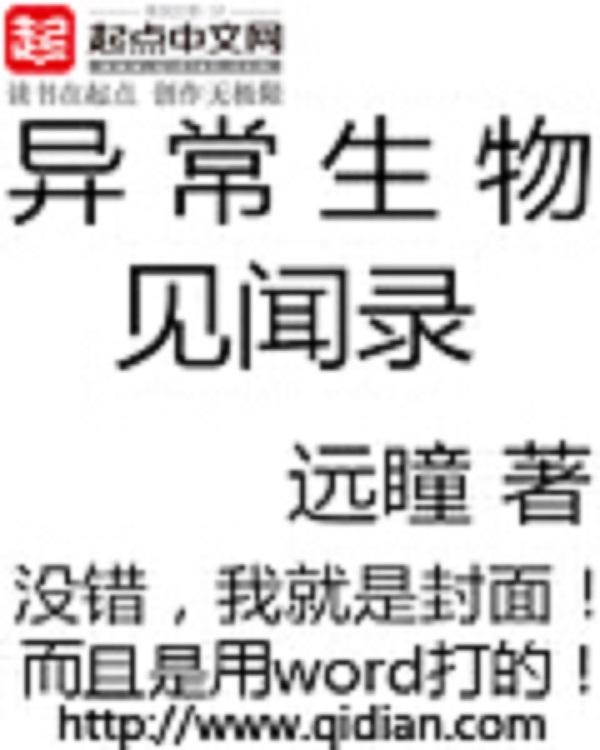 起 起点中文网
读书在起点 创作无极限
异常生物
见闻录
远瞳 著
没错，我就是封面！
而且是用word打的！
http://www.qidian.com